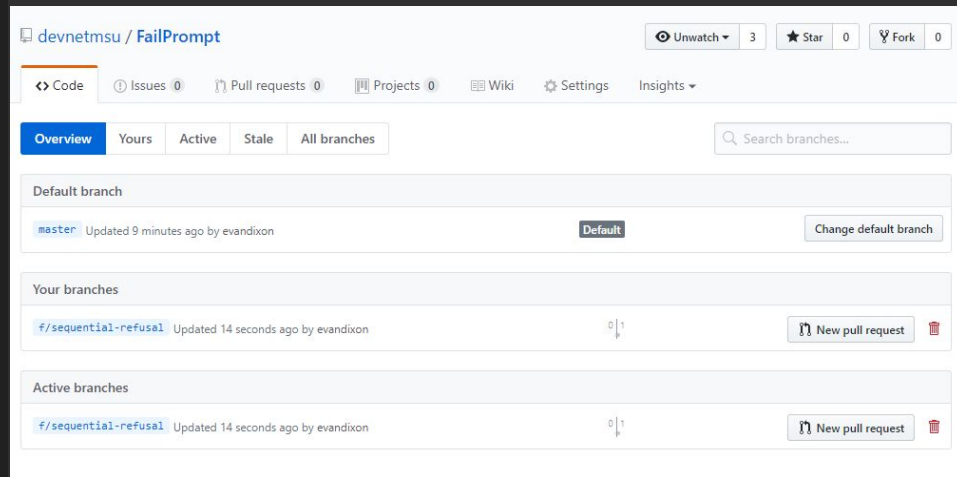 devnetmsu / FailPrompt
Unwatch 3 Star 0 Fork 0
Code Issues 0 Pull requests 0 Projects 0 Wiki Settings Insights
Overview Yours Active Stale All branches Search branches...
Default branch
master Updated 9 minutes ago by evandixon Default Change default branch
Your branches
f/sequential-refusal Updated 14 seconds ago by evandixon 0 1 New pull request
Active branches
f/sequential-refusal Updated 14 seconds ago by evandixon 0 1 New pull request